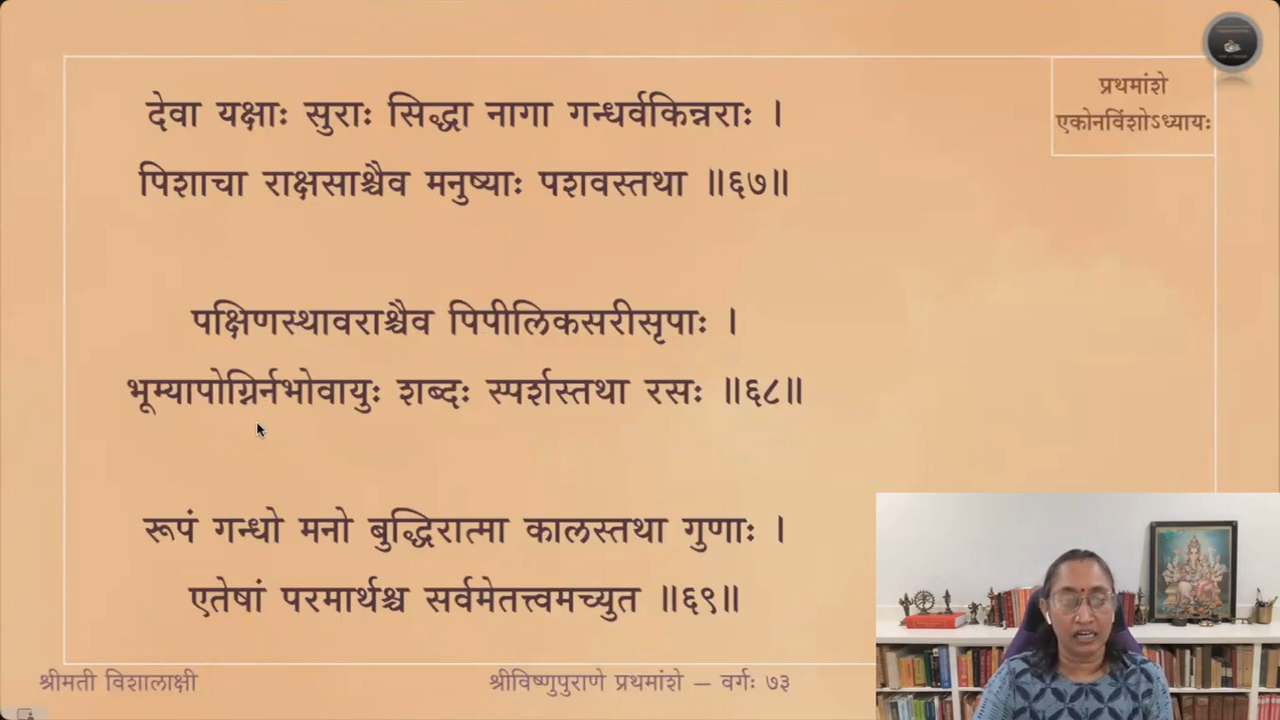 प्रथमांशे
एकोनविंशोऽध्यायः
देवा यक्षाः सुराः सिद्धा नागा गन्धर्वकिन्नराः ।
पिशाचा राक्षसाश्चैव मनुष्याः पशवस्तथा ॥६७॥
पक्षिणस्थावराश्चैव पिपीलिकसरीसृपाः ।
भूम्यापोग्निर्नभोवायुः शब्दः स्पर्शस्तथा रसः ॥६८॥
रूपं गन्धो मनो बुद्धिरात्मा कालस्तथा गुणाः ।
एतेषां परमार्थश्च सर्वमेतत्त्वमच्युत ॥६९॥
श्रीमती विशालाक्षी
श्रीविष्णुपुराणे प्रथमांशे – वर्गः ७३